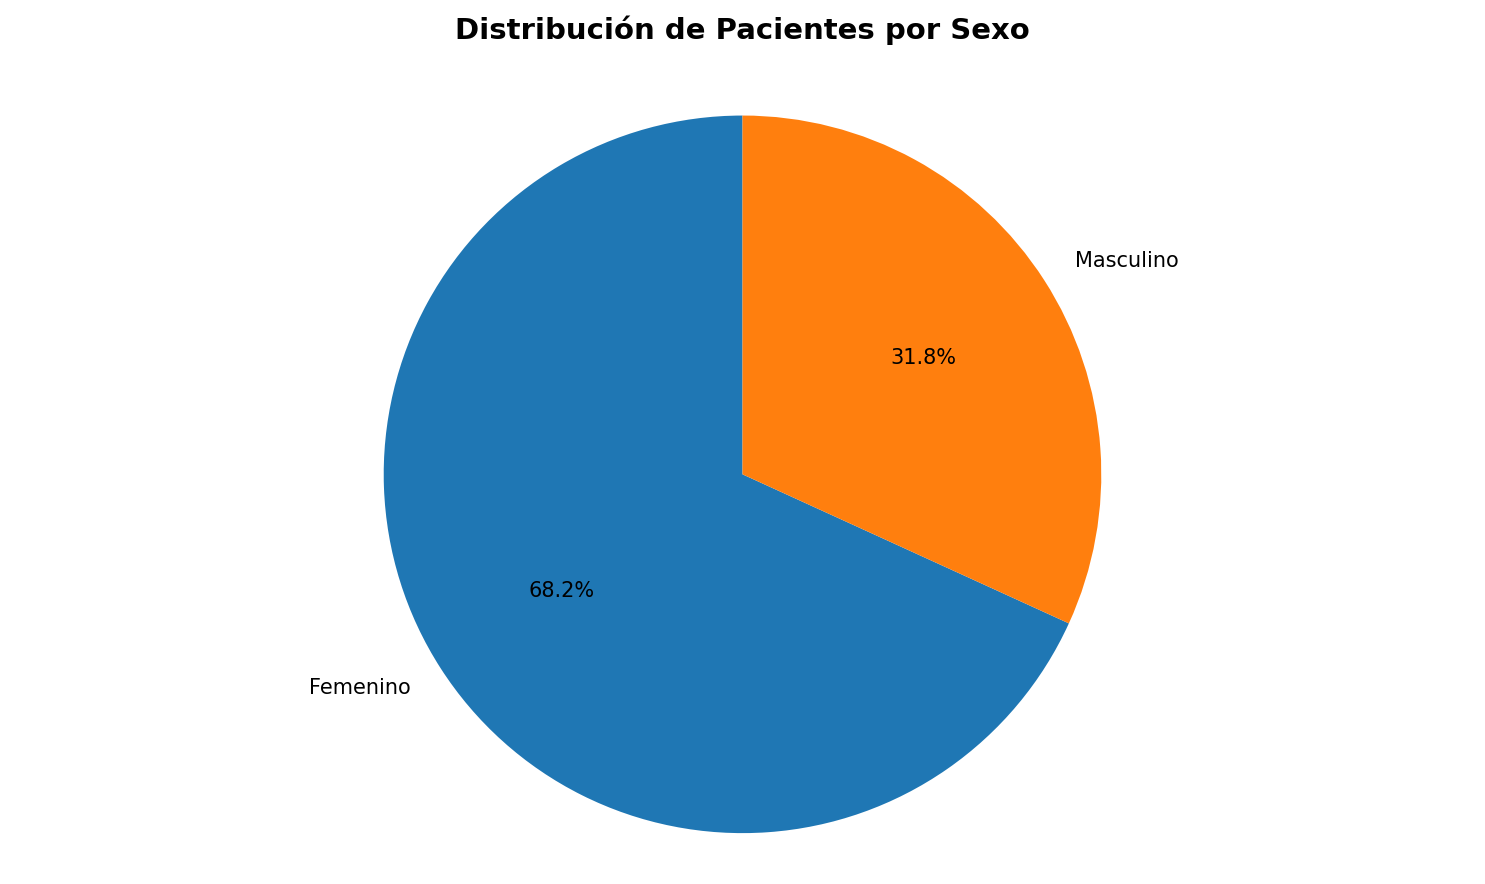 Distribución de Pacientes por Sexo
Masculino
31.8%
68.2%
Femenino